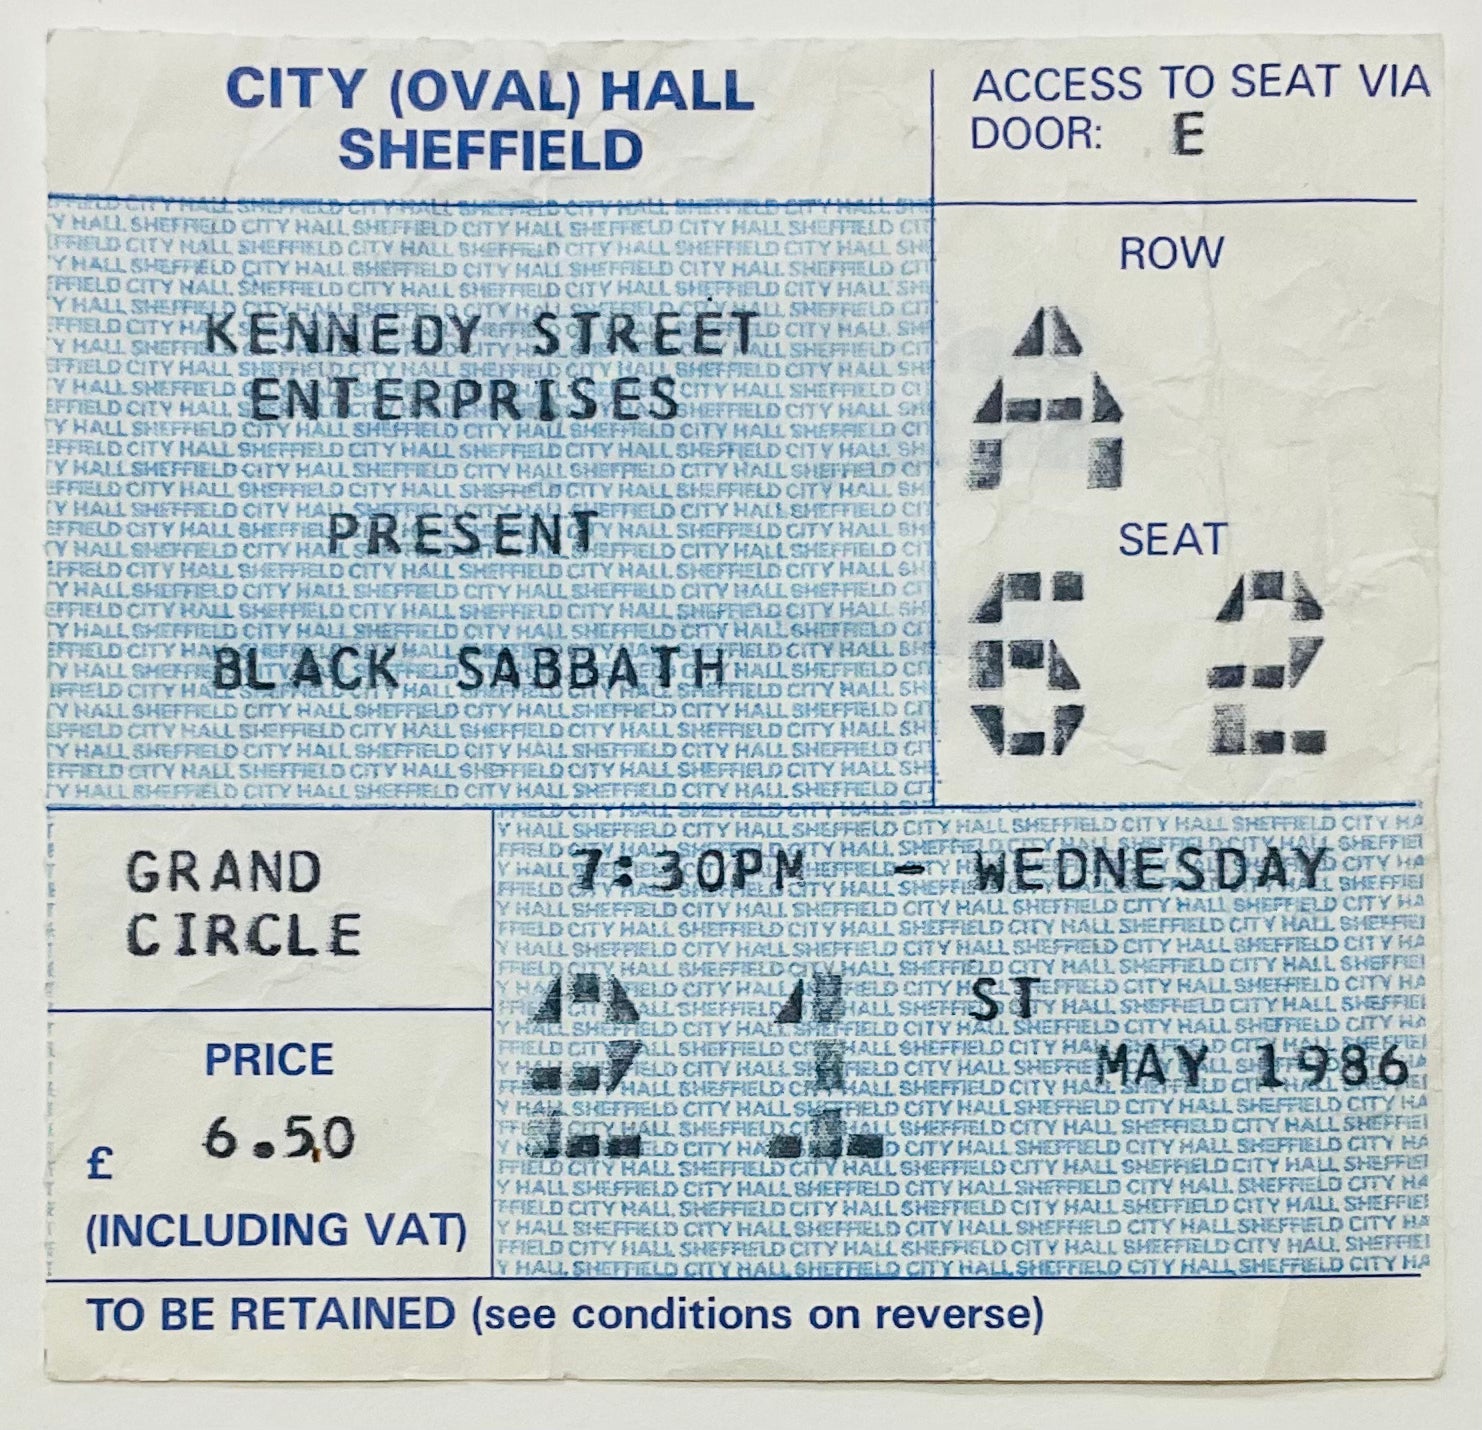 CITY (OVAL) HALL
SHEFFIELD
ACCESS TO SEAT VIA
DOOR: E
KENNEDY STREET
ENTERPRISES
PRESENT
BLACK SABBATH
ROW
A
SEAT
62
GRAND
CIRCLE
7:30PM - WEDNESDAY
21 ST
MAY 1986
PRICE
£ 6.50
(INCLUDING VAT)
TO BE RETAINED (see conditions on reverse)